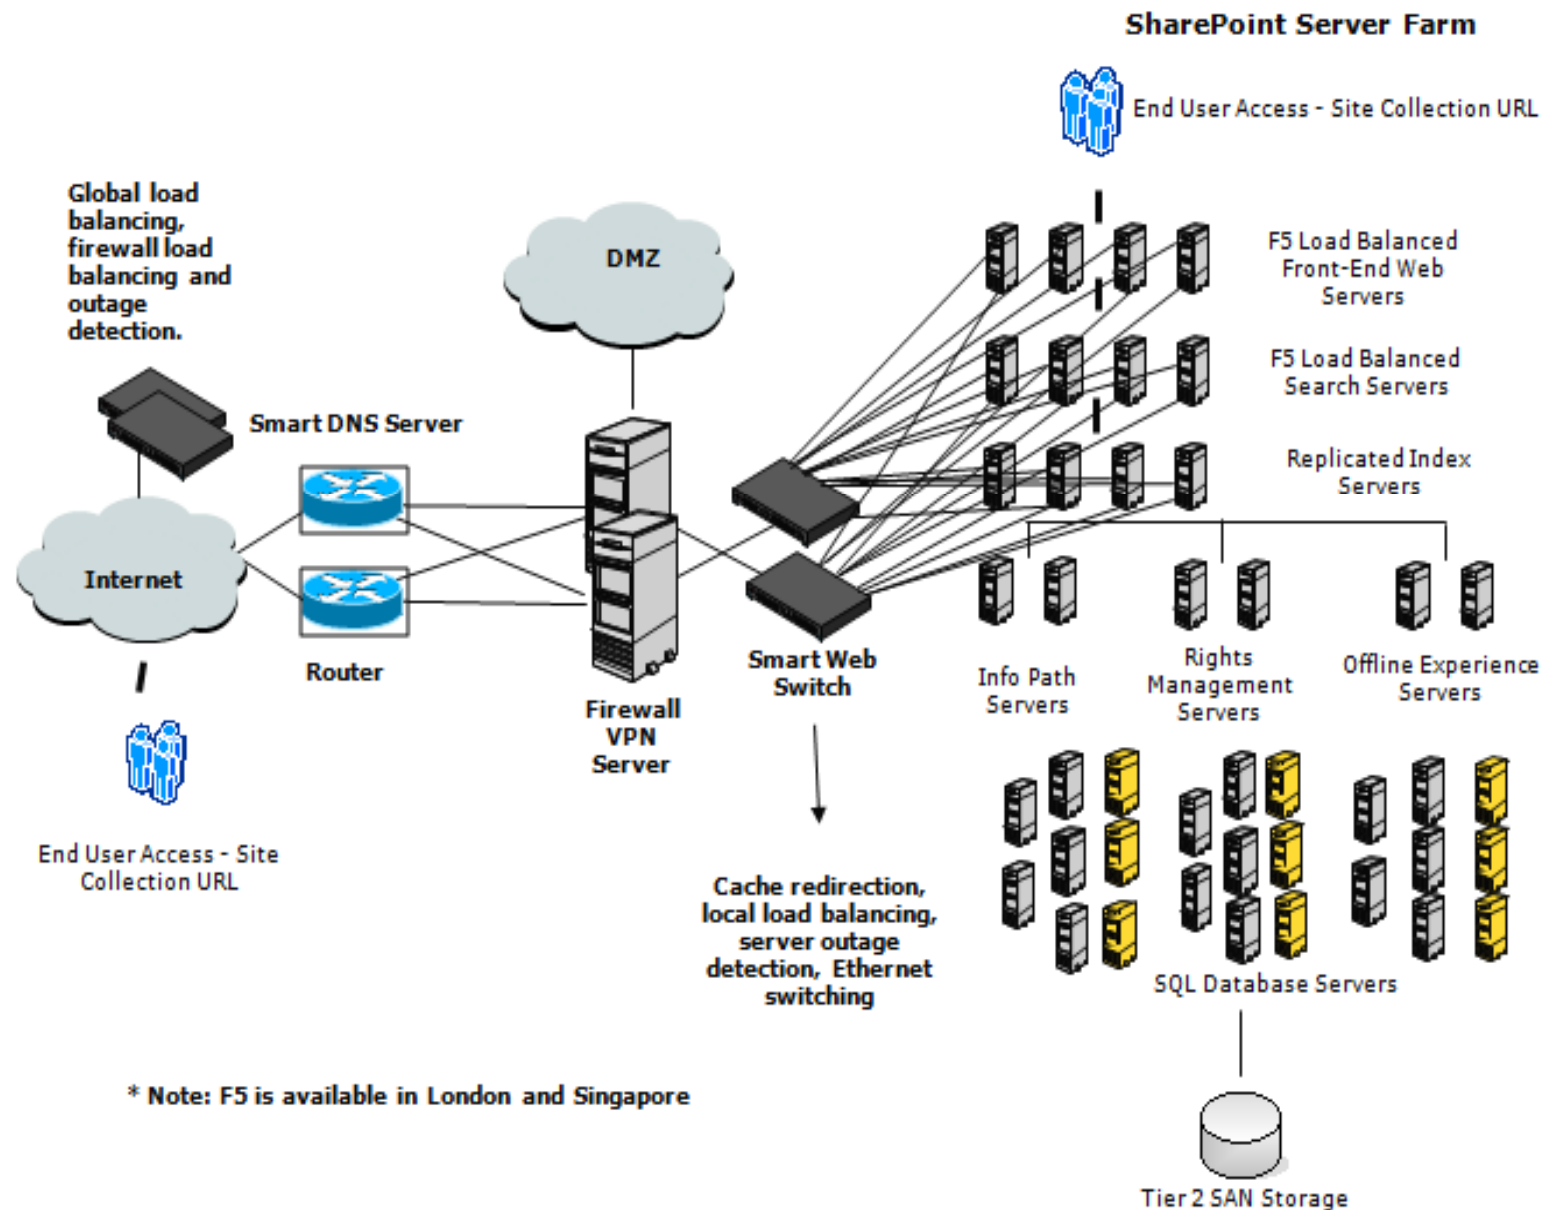 SharePoint Server Farm
End User Access - Site Collection URL
Global load
balancing,
firewall load
balancing and
outage
detection.
DMZ
F5 Load Balanced
Front-End Web
Servers
F5 Load Balanced
Search Servers
Smart DNS Server
Replicated Index
Servers
Internet
Router
Firewall
VPN
Server
Smart Web
Switch
Info Path
Servers
Rights
Management
Servers
Offline Experience
Servers
End User Access - Site
Collection URL
Cache redirection,
local load balancing,
server outage
detection, Ethernet
switching
SQL Database Servers
* Note: F5 is available in London and Singapore
Tier 2 SAN Storage